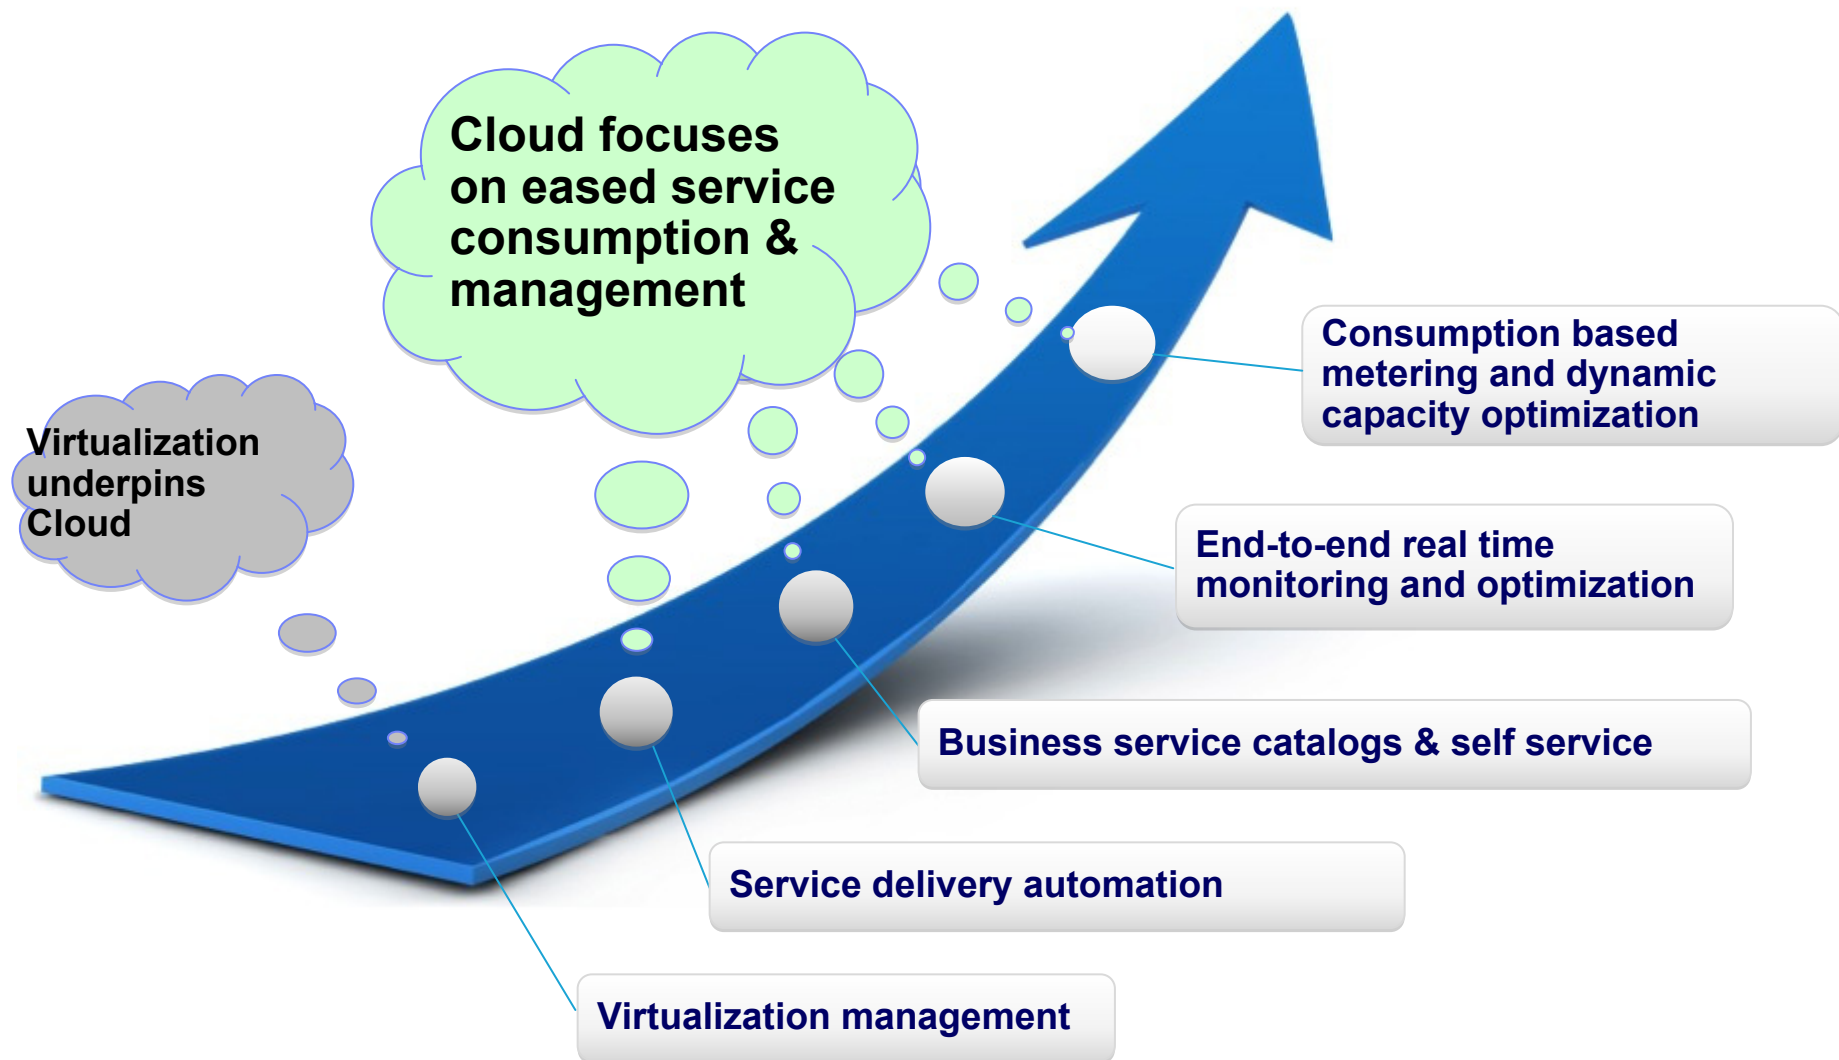 Cloud focuses
on eased service
consumption &
management
Virtualization
underpins
Cloud
Consumption based
metering and dynamic
capacity optimization
End-to-end real time
monitoring and optimization
Business service catalogs & self service
Service delivery automation
Virtualization management